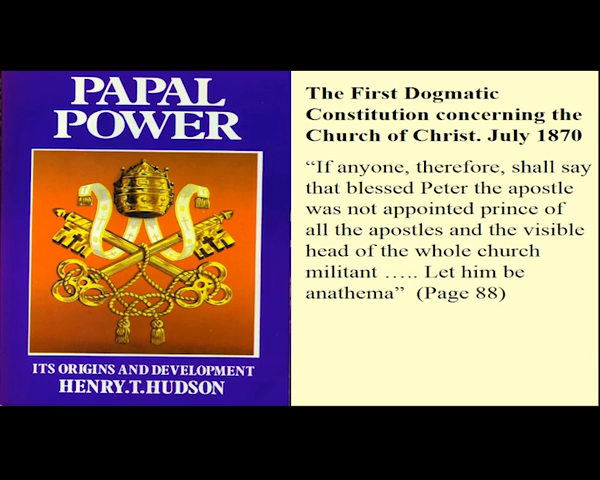 PAPAL
POWER
ITS ORIGINS AND DEVELOPMENT
HENRY.T.HUDSON
The First Dogmatic
Constitution concerning the
Church of Christ. July 1870
“If anyone, therefore, shall say
that blessed Peter the apostle
was not appointed prince of
all the apostles and the visible
head of the whole church
militant ….. Let him be
anathema” (Page 88)